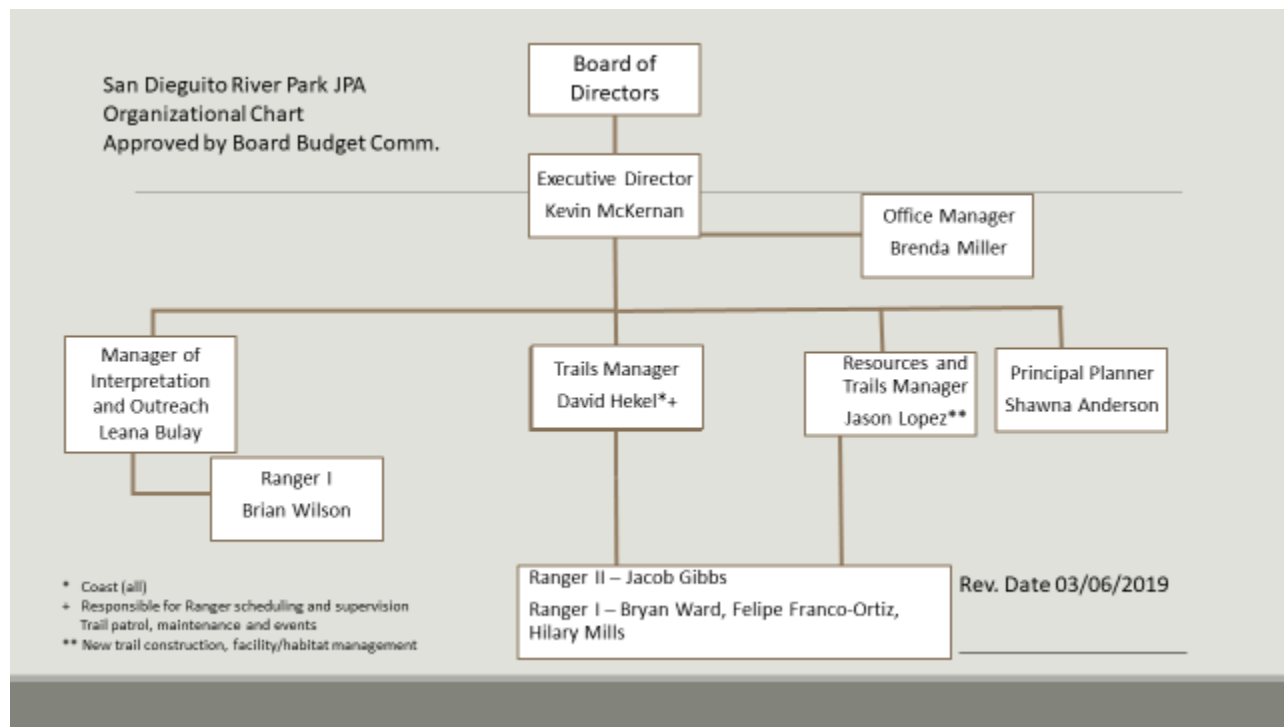 San Dieguito River Park JPA
Organizational Chart
Approved by Board Budget Comm.
Board of
Directors
Executive Director
Kevin McKernan
Office Manager
Brenda Miller
Manager of
Interpretation
and Outreach
Leana Bulay
Trails Manager
David Hekel*+
Resources and
Trails Manager
Jason Lopez**
Principal Planner
Shawna Anderson
Ranger I
Brian Wilson
* Coast (all)
+ Responsible for Ranger scheduling and supervision
Trail patrol, maintenance and events
** New trail construction, facility/habitat management
Ranger II – Jacob Gibbs
Ranger I – Bryan Ward, Felipe Franco-Ortiz,
Hilary Mills
Rev. Date 03/06/2019